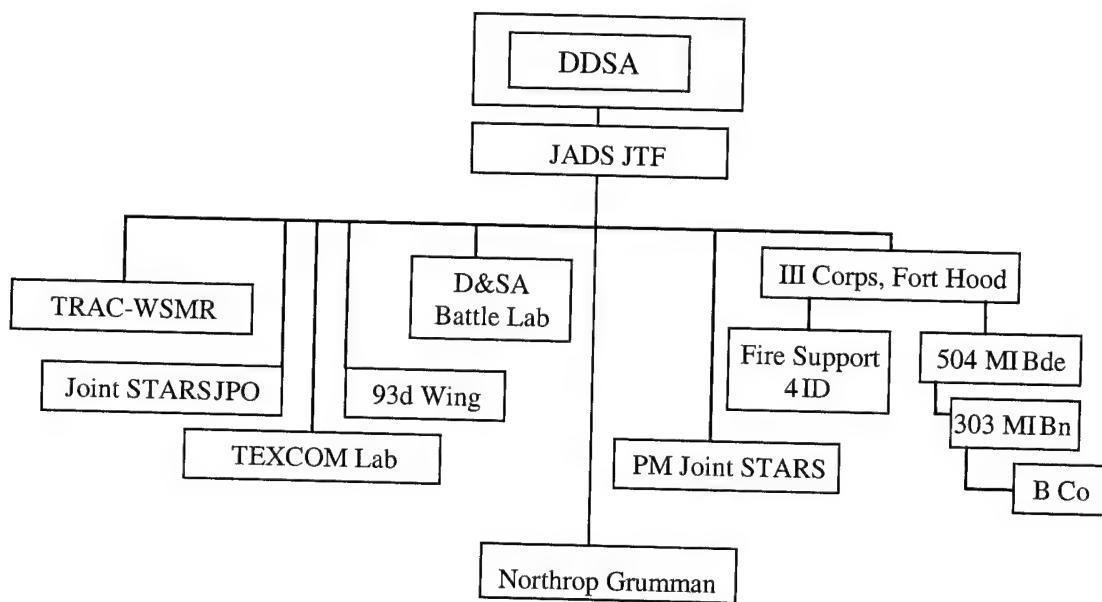 DDSA
JADS JTF
TRAC-WSMR
D&SA
Battle Lab
III Corps, Fort Hood
Joint STARSJPO
93d Wing
Fire Support
4 ID
504 MI Bde
TEXCOM Lab
PM Joint STARS
303 MI Bn
B Co
Northrop Grumman